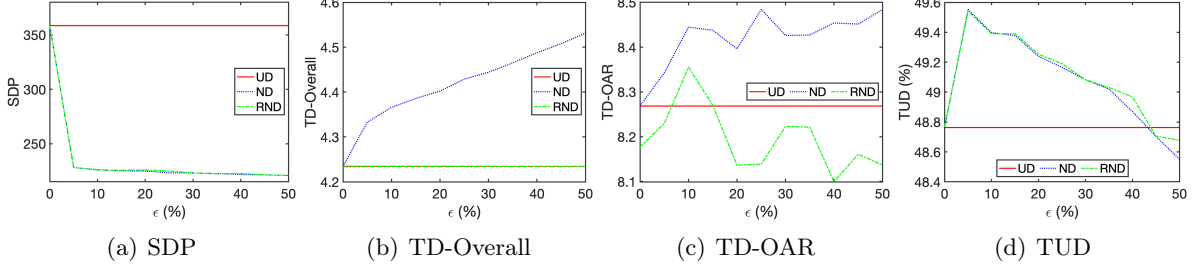 SDP
350
300
250
UD
ND
RND
0 10 20 30 40 50
ϵ (%)
(a) SDP
TD-Overall
4.6
4.5
4.4
4.3
4.2
UD
ND
RND
0 10 20 30 40 50
ϵ (%)
(b) TD-Overall
TD-OAR
8.5
8.4
8.3
8.2
8.1
UD ND RND
0 10 20 30 40 50
ϵ (%)
(c) TD-OAR
TUD (%)
49.6
49.4
49.2
49
48.8
48.6
48.4
UD ND RND
0 10 20 30 40 50
ϵ (%)
(d) TUD